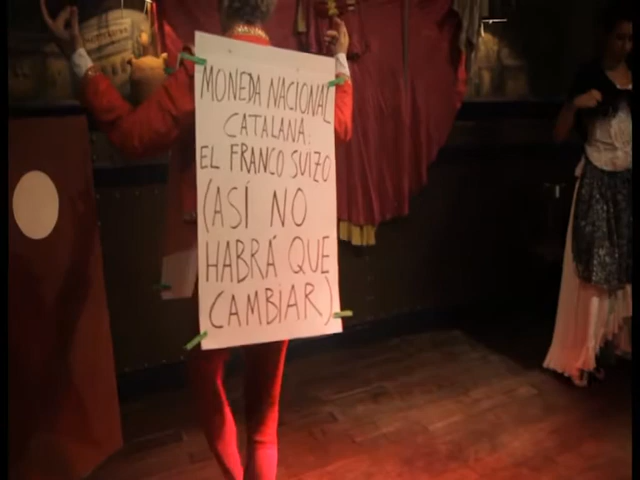 MONEDA NACIONAL
CATALANA:
EL FRANCO SUIZO
(ASÍ NO
HABRÁ QUE
CAMBIAR)